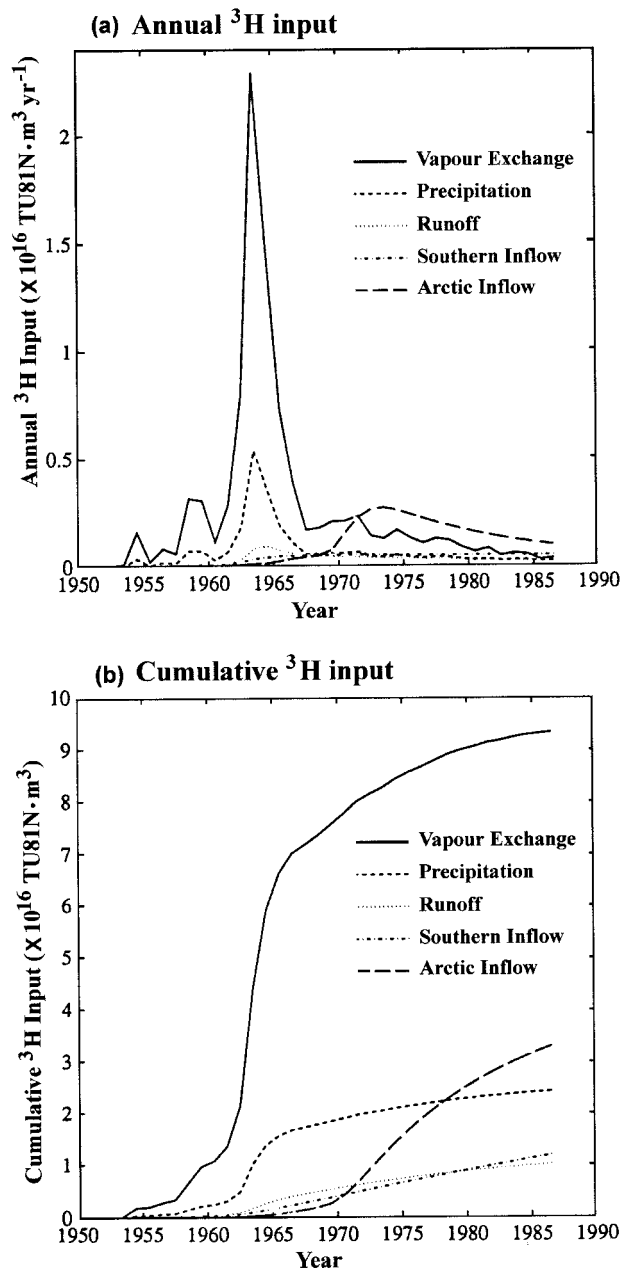 (a) Annual ³H input
Annual ³H Input (×10¹⁶ TU81N·m³ yr⁻¹)
2
1.5
1
0.5
0
Vapour Exchange
Precipitation
Runoff
Southern Inflow
Arctic Inflow
1950 1955 1960 1965 1970 1975 1980 1985 1990
Year
(b) Cumulative ³H input
Cumulative ³H Input (×10¹⁶ TU81N·m³)
10
9
8
7
6
5
4
3
2
1
0
Vapour Exchange
Precipitation
Runoff
Southern Inflow
Arctic Inflow
1950 1955 1960 1965 1970 1975 1980 1985 1990
Year